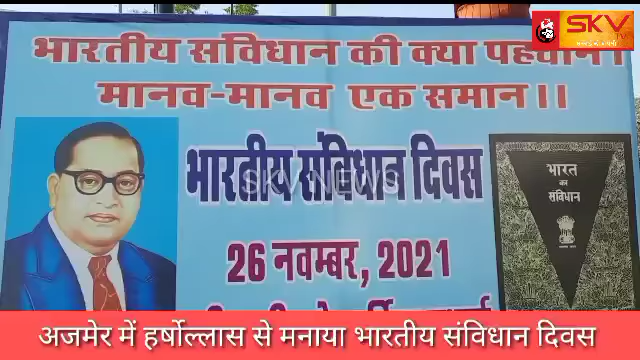 SKV
TV
भारतीय संविधान की क्या पहचान।
मानव-मानव एक समान।।
भारतीय संविधान दिवस
SKV NEWS
26 नवम्बर, 2021
भारत
का
संविधान
अजमेर में हर्षोल्लास से मनाया भारतीय संविधान दिवस